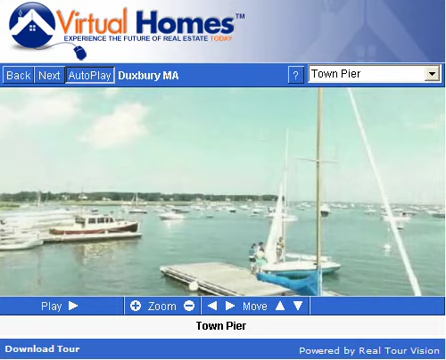 Virtual Homes™
EXPERIENCE THE FUTURE OF REAL ESTATE TODAY
Back Next AutoPlay Duxbury MA ? Town Pier
Play Zoom Move
Town Pier
Download Tour Powered by Real Tour Vision